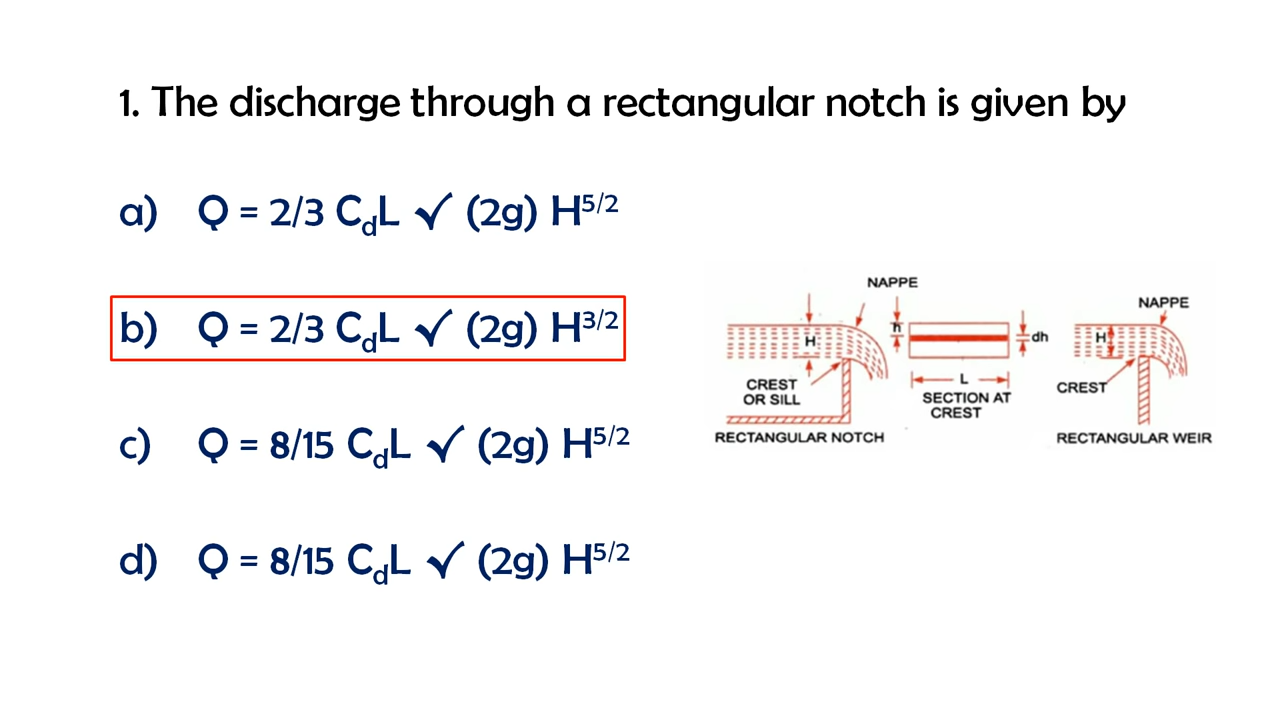 1. The discharge through a rectangular notch is given by
a) Q = 2/3 CdL ✓ (2g) H5/2
b) Q = 2/3 CdL ✓ (2g) H3/2
c) Q = 8/15 CdL ✓ (2g) H5/2
d) Q = 8/15 CdL ✓ (2g) H5/2
NAPPE
H
CREST
OR SILL
RECTANGULAR NOTCH
h
dh
L
SECTION AT
CREST
NAPPE
H
CREST
RECTANGULAR WEIR